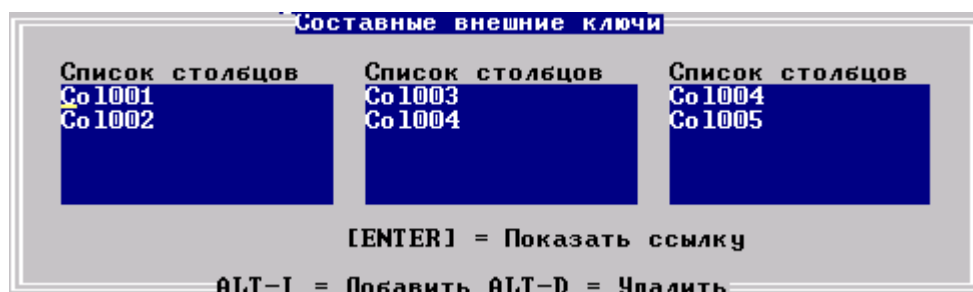 Составные внешние ключи
Список столбцов Список столбцов Список столбцов
Col001 Col003 Col004
Col002 Col004 Col005
[ENTER] = Показать ссылку
ALT-I = Добавить ALT-D = Удалить